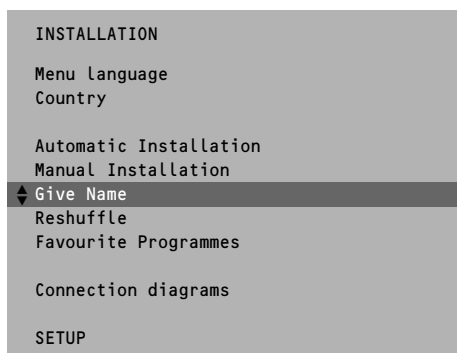 INSTALLATION
Menu language
Country
Automatic Installation
Manual Installation
Give Name
Reshuffle
Favourite Programmes
Connection diagrams
SETUP